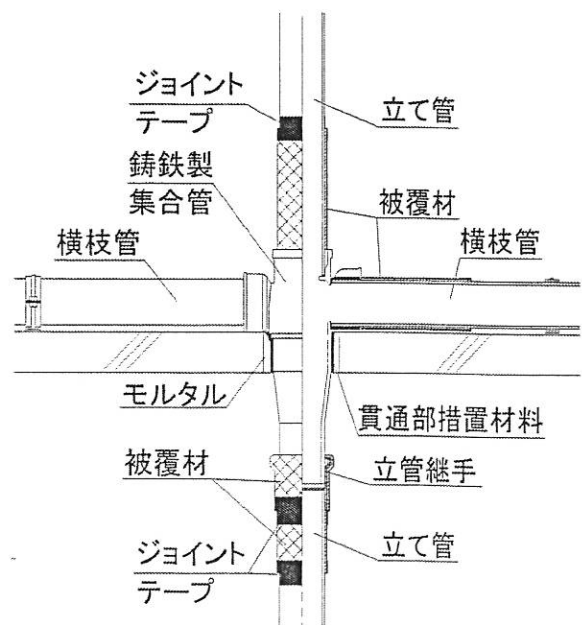 ジョイント
テープ
立て管
鋳鉄製
集合管
被覆材
横枝管
横枝管
モルタル
貫通部措置材料
被覆材
立管継手
ジョイント
テープ
立て管